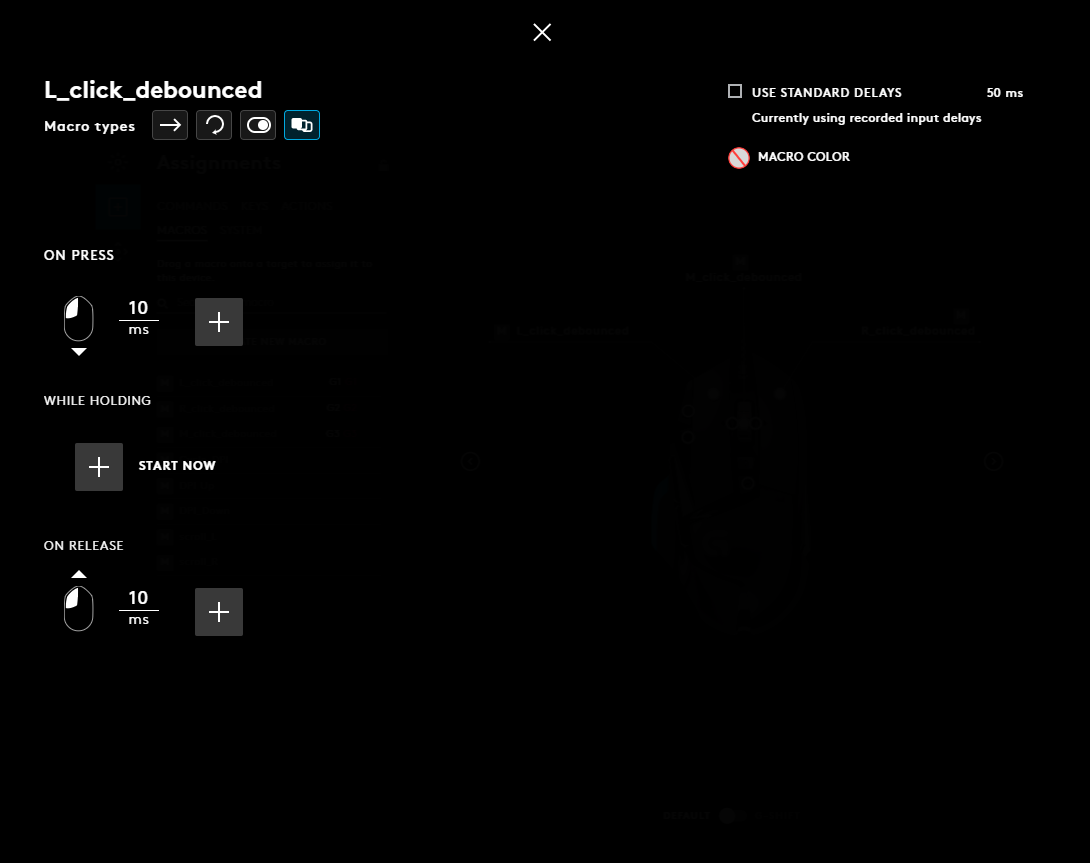 L_click_debounced
USE STANDARD DELAYS 50 ms
Macro types
Currently using recorded input delays
MACRO COLOR
Assignments
ON PRESS
10
ms
WHILE HOLDING
START NOW
ON RELEASE
10
ms